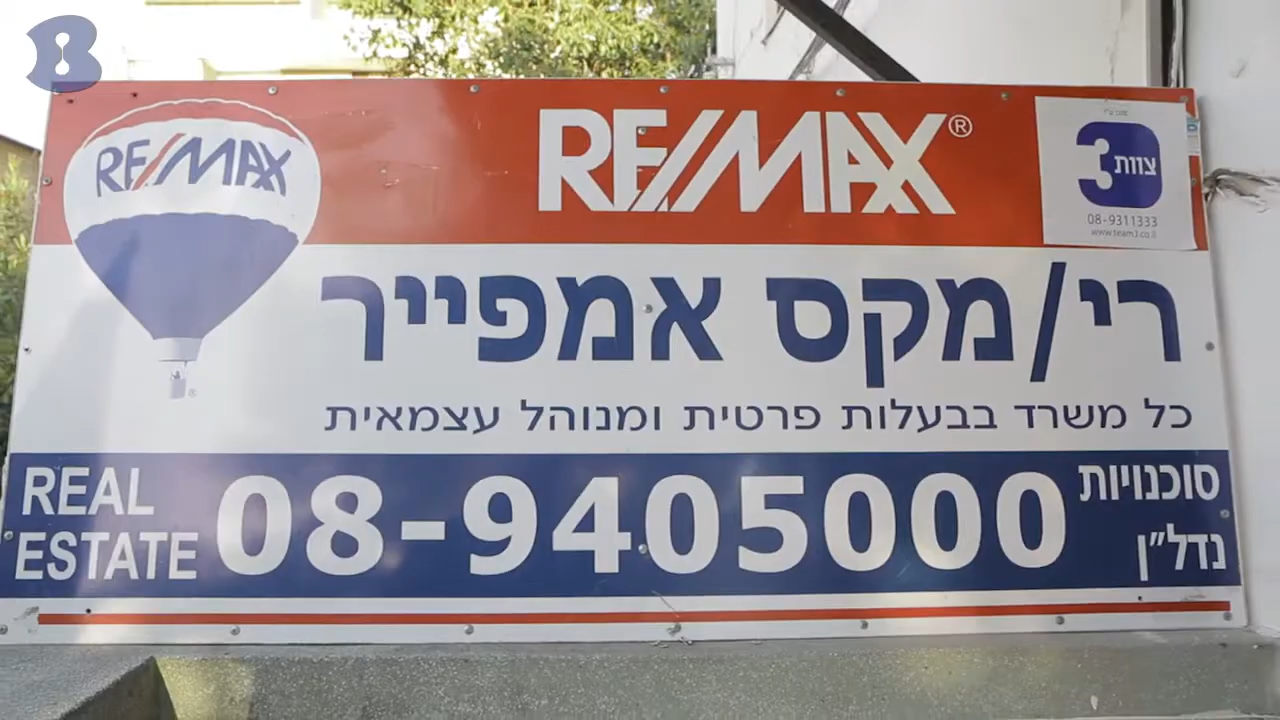 RE/MAX
RE/MAX®
צוות 3
08-9311333
www.team3.co.il
רי/מקס אמפייר
כל משרד בבעלות פרטית ומנוהל עצמאית
REAL ESTATE
08-9405000
סוכנויות
נדל"ן